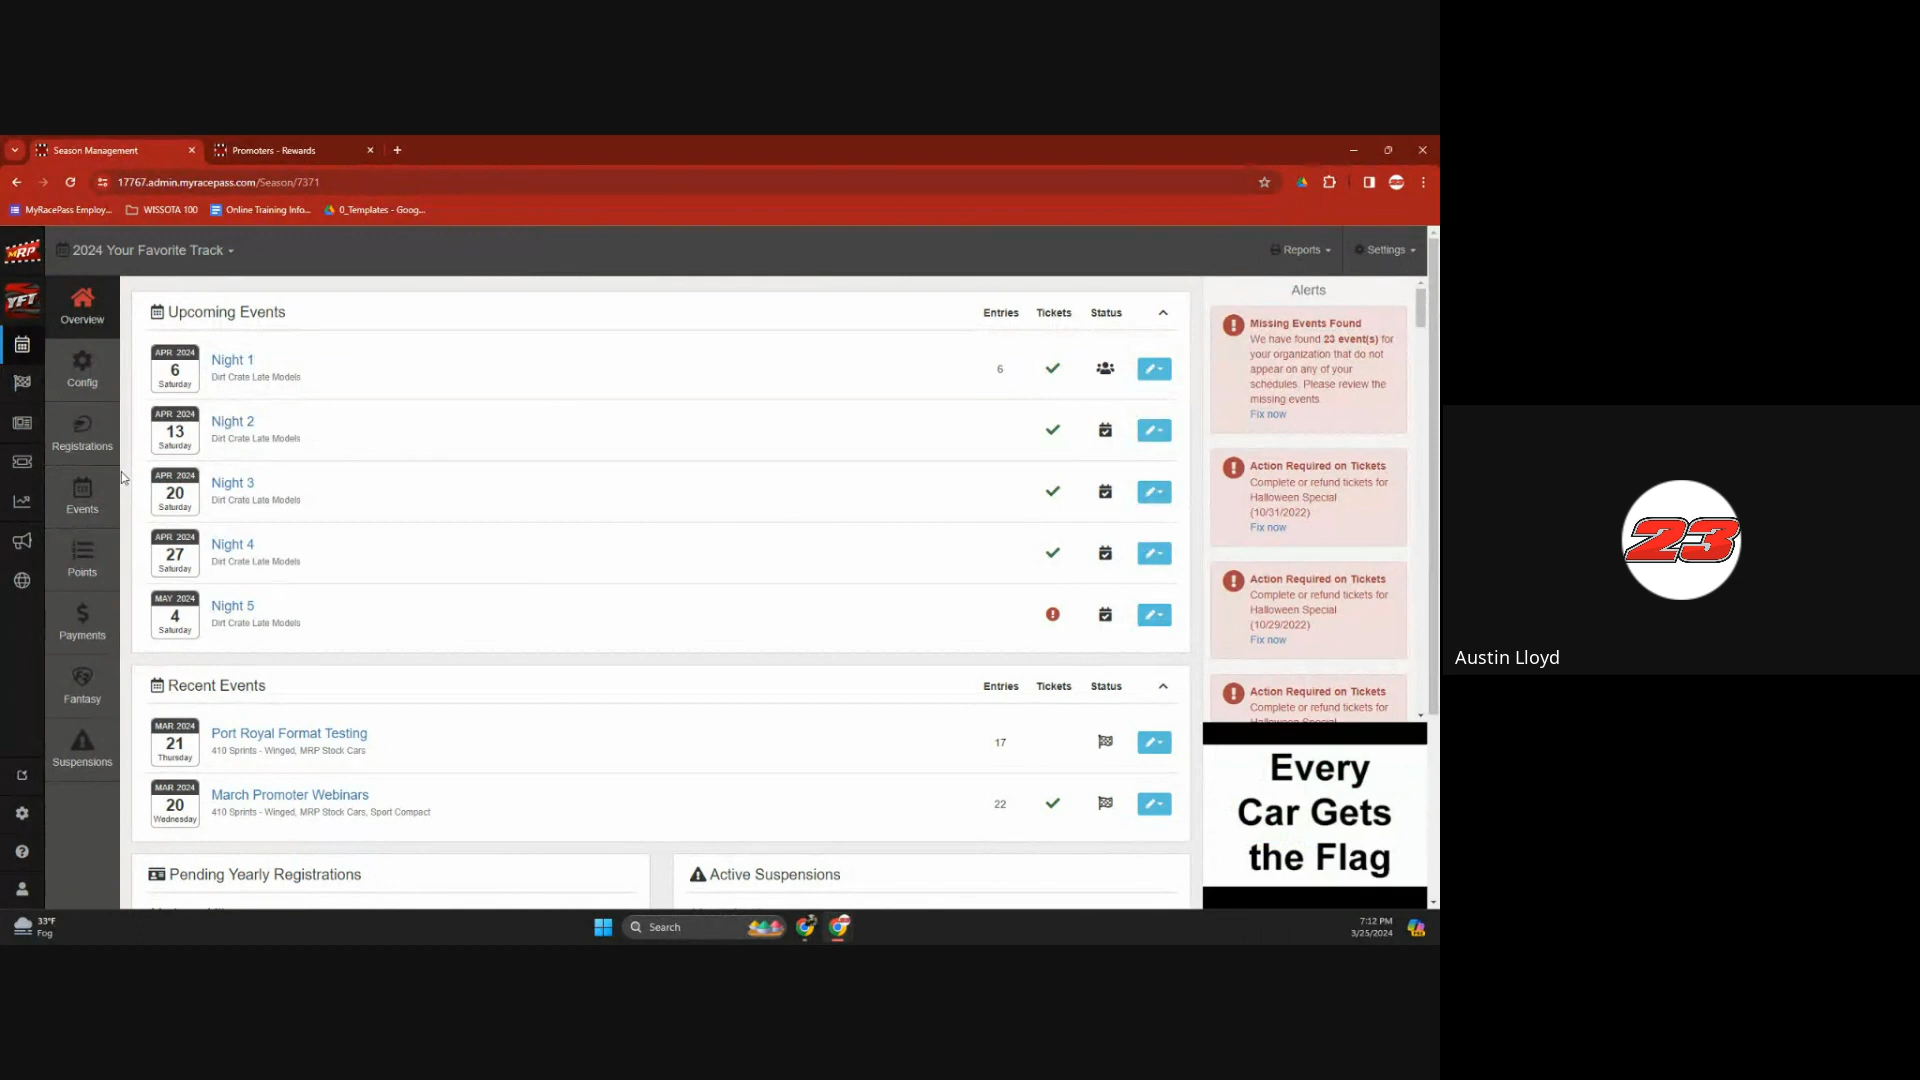 Season Management
Promoters - Rewards
17767.admin.myracepass.com/Season/7371
MyRacePass Employ...
WISSOTA 100
Online Training Info...
0_Templates - Goog...
MRP
2024 Your Favorite Track
Reports
Settings
YFT
Overview
Config
Registrations
Events
Points
Payments
Fantasy
Suspensions
Upcoming Events
Entries
Tickets
Status
APR 2024
6
Saturday
Night 1
Dirt Crate Late Models
6
APR 2024
13
Saturday
Night 2
Dirt Crate Late Models
APR 2024
20
Saturday
Night 3
Dirt Crate Late Models
APR 2024
27
Saturday
Night 4
Dirt Crate Late Models
MAY 2024
4
Saturday
Night 5
Dirt Crate Late Models
Recent Events
Entries
Tickets
Status
MAR 2024
21
Thursday
Port Royal Format Testing
410 Sprints - Winged, MRP Stock Cars
17
MAR 2024
20
Wednesday
March Promoter Webinars
410 Sprints - Winged, MRP Stock Cars, Sport Compact
22
Pending Yearly Registrations
Active Suspensions
Alerts
Missing Events Found
We have found 23 event(s) for
your organization that do not
appear on any of your
schedules. Please review the
missing events.
Fix now
Action Required on Tickets
Complete or refund tickets for
Halloween Special
(10/31/2022)
Fix now
Action Required on Tickets
Complete or refund tickets for
Halloween Special
(10/29/2022)
Fix now
Action Required on Tickets
Complete or refund tickets for
Every
Car Gets
the Flag
33°F
Fog
Search
7:12 PM
3/25/2024
23
Austin Lloyd